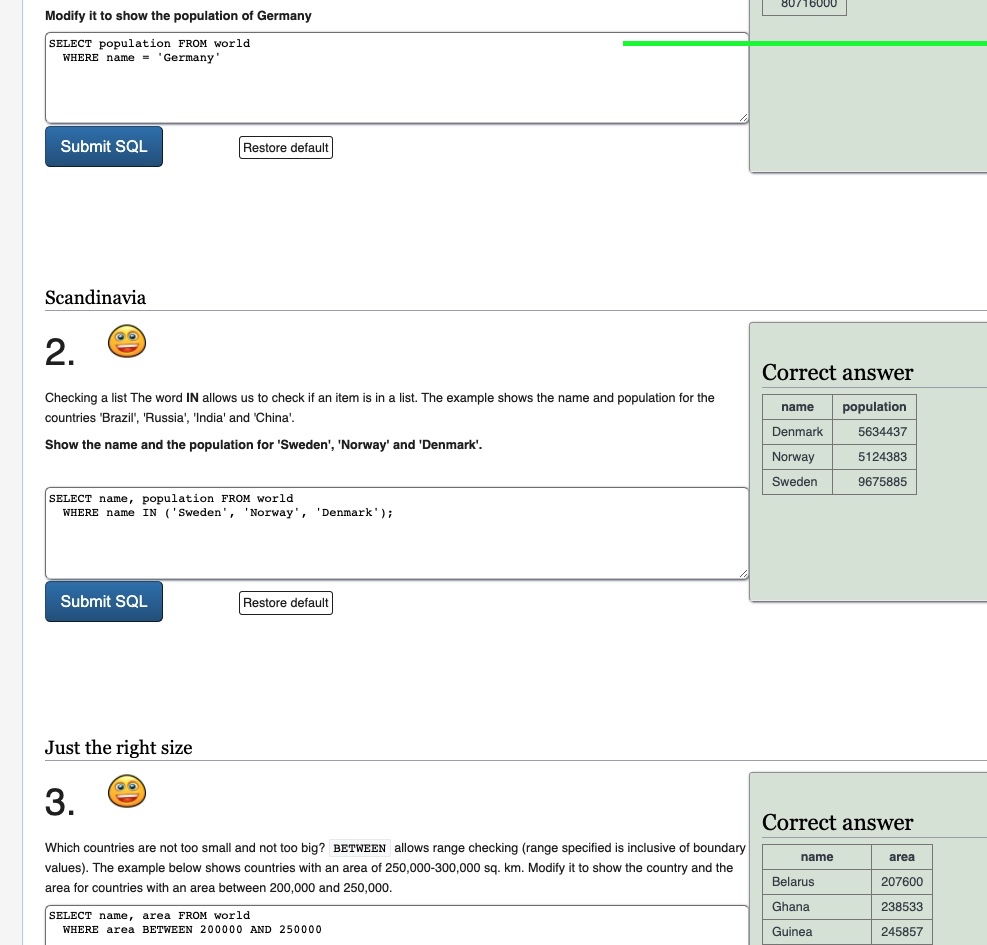 Modify it to show the population of Germany
80716000
SELECT population FROM world
WHERE name = 'Germany'
Submit SQL
Restore default
Scandinavia
2.
Checking a list The word IN allows us to check if an item is in a list. The example shows the name and population for the
countries 'Brazil', 'Russia', 'India' and 'China'.
Show the name and the population for 'Sweden', 'Norway' and 'Denmark'.
SELECT name, population FROM world
WHERE name IN ('Sweden', 'Norway', 'Denmark');
Submit SQL
Restore default
Correct answer
name population
Denmark 5634437
Norway 5124383
Sweden 9675885
Just the right size
3.
Which countries are not too small and not too big? BETWEEN allows range checking (range specified is inclusive of boundary
values). The example below shows countries with an area of 250,000-300,000 sq. km. Modify it to show the country and the
area for countries with an area between 200,000 and 250,000.
SELECT name, area FROM world
WHERE area BETWEEN 200000 AND 250000
Correct answer
name area
Belarus 207600
Ghana 238533
Guinea 245857